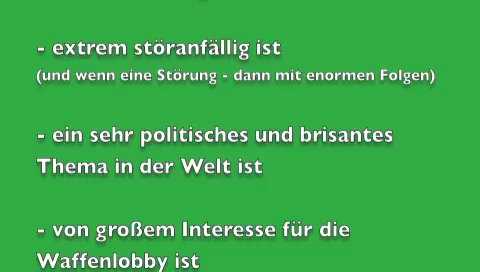 - extrem störanfällig ist
(und wenn eine Störung - dann mit enormen Folgen)
- ein sehr politisches und brisantes
Thema in der Welt ist
- von großem Interesse für die
Waffenlobby ist